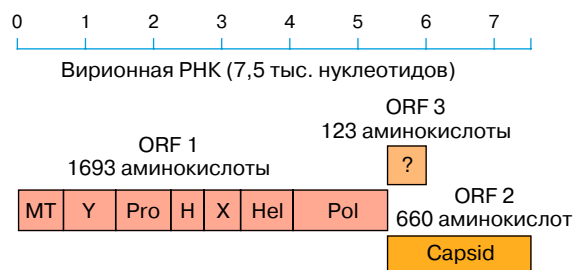 0 1 2 3 4 5 6 7
Вирионная РНК (7,5 тыс. нуклеотидов)
ORF 3
123 аминокислоты
ORF 1
1693 аминокислоты
?
MT Y Pro H X Hel Pol
ORF 2
660 аминокислот
Capsid